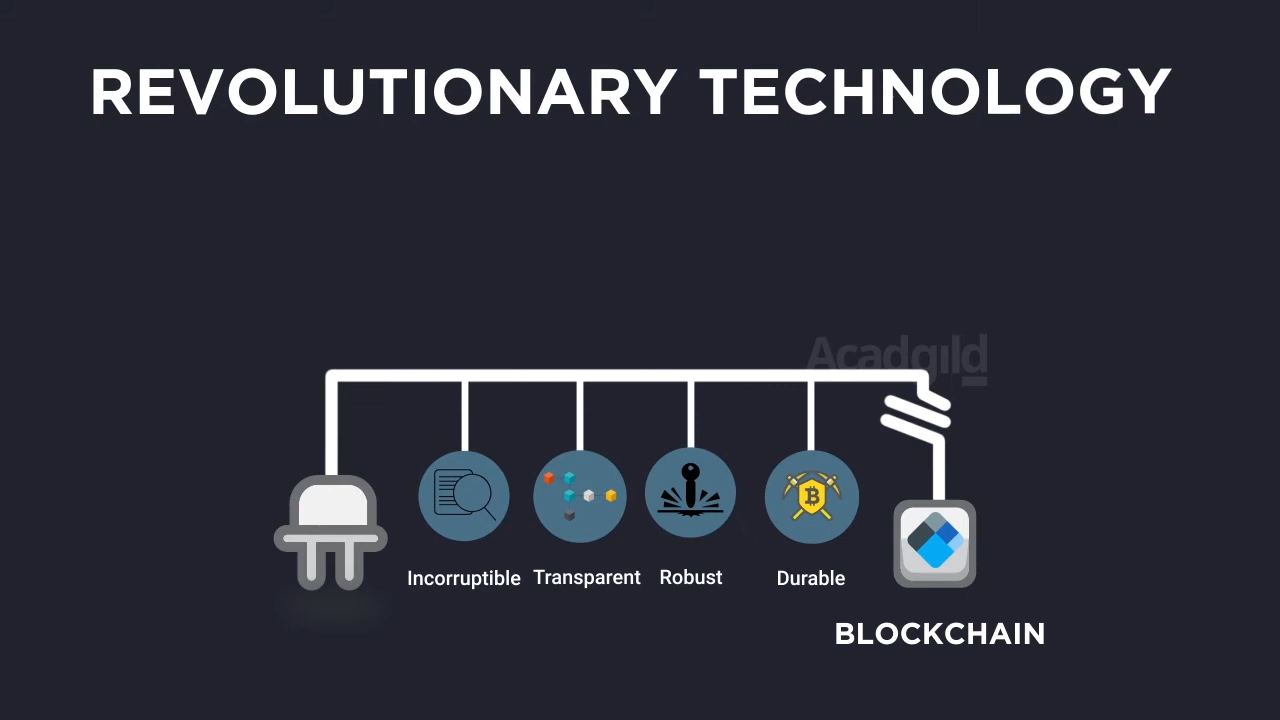 REVOLUTIONARY TECHNOLOGY
Acadgild
Incorruptible Transparent Robust Durable
BLOCKCHAIN